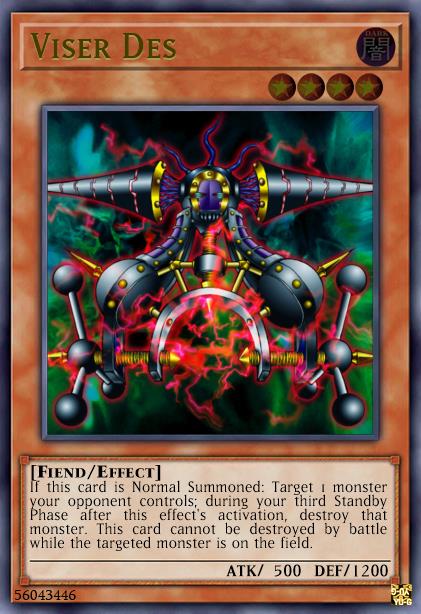 Viser Des
DARK
闇
[Fiend/Effect]
If this card is Normal Summoned: Target 1 monster
your opponent controls; during your third Standby
Phase after this effect's activation, destroy that
monster. This card cannot be destroyed by battle
while the targeted monster is on the field.
ATK/ 500 DEF/1200
56043446